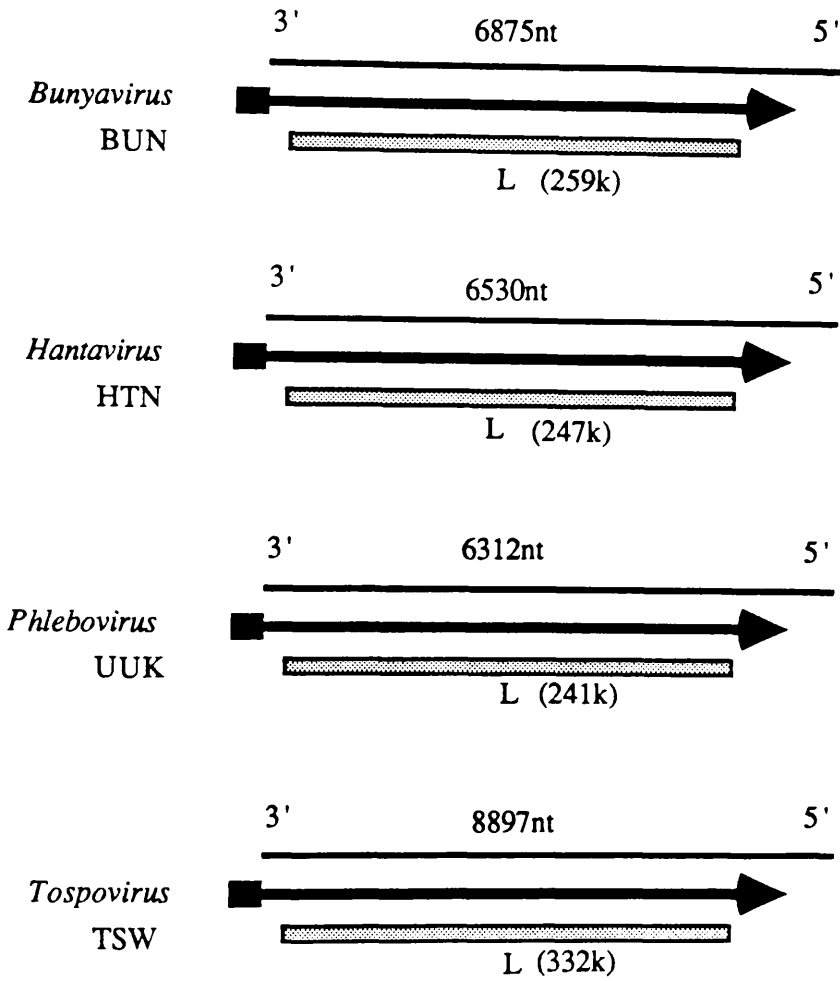 3' 6875nt 5'
Bunyavirus
BUN
L (259k)
3' 6530nt 5'
Hantavirus
HTN
L (247k)
3' 6312nt 5'
Phlebovirus
UUK
L (241k)
3' 8897nt 5'
Tospovirus
TSW
L (332k)